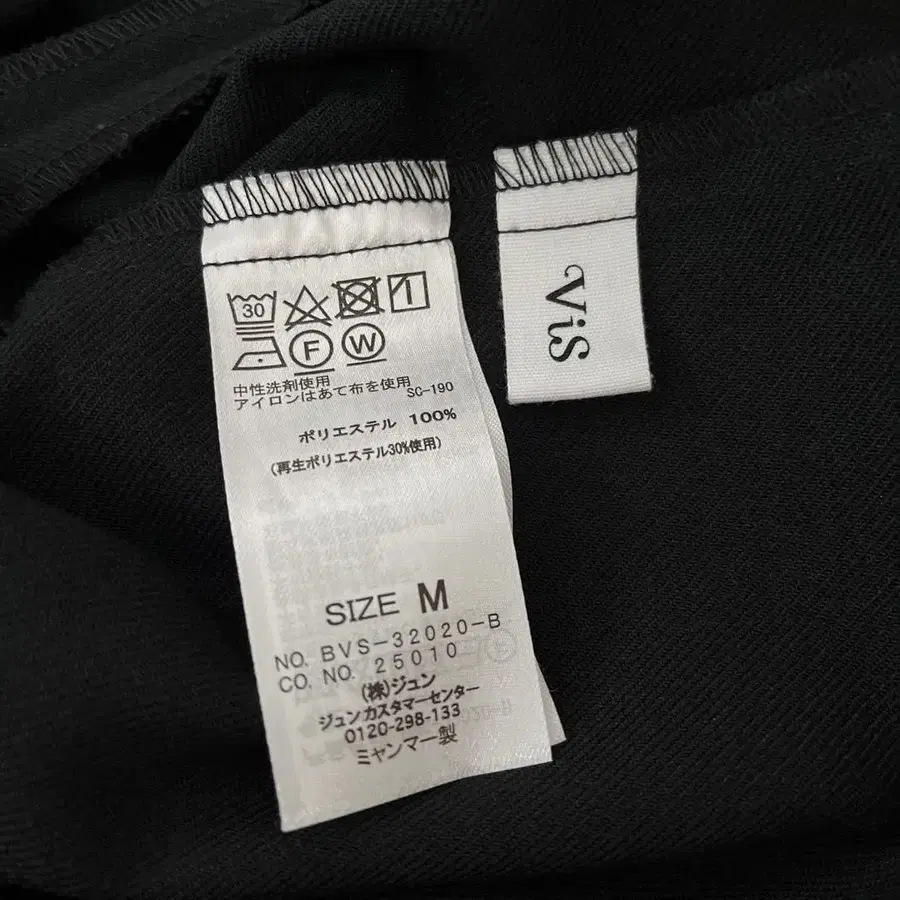 30
F
W
中性洗剤使用
アイロンはあて布を使用
SC-190
ポリエステル 100%
(再生ポリエステル30%使用)
SIZE M
NO. BVS-32020-B
CO. NO. 25010
(株)ジュン
ジュンカスタマーセンター
0120-298-133
ミャンマー製
ViS